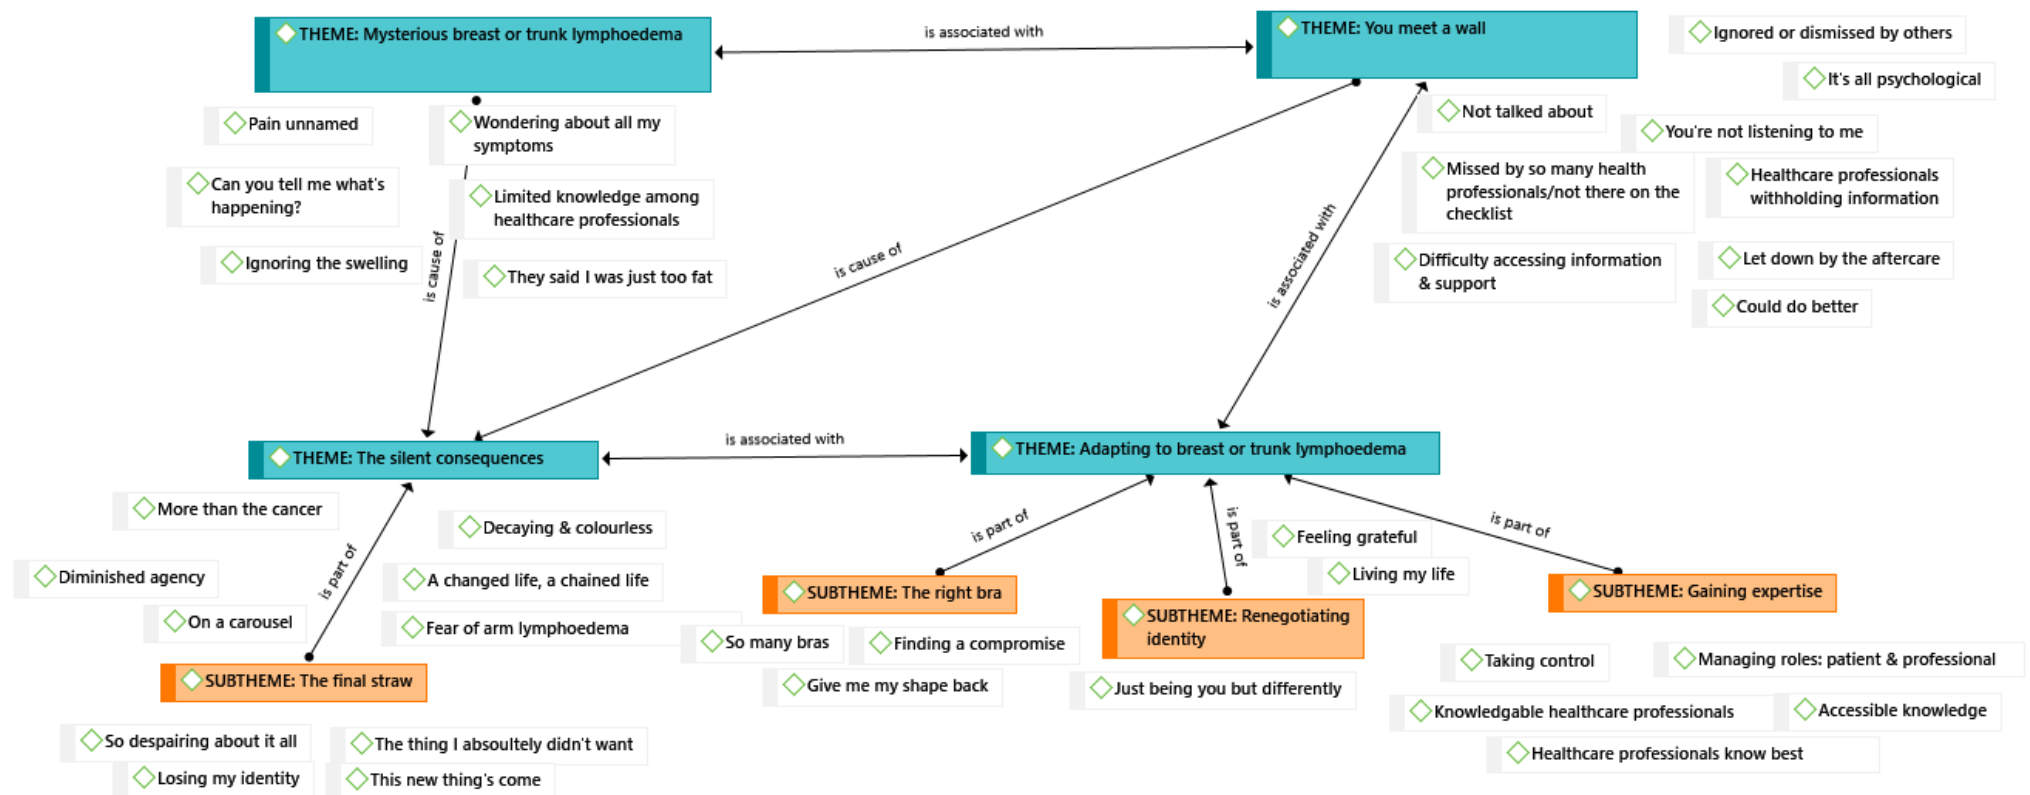 THEME: Mysterious breast or trunk lymphoedema
is associated with
THEME: You meet a wall
Ignored or dismissed by others
It's all psychological
Pain unnamed
Wondering about all my
symptoms
Not talked about
You're not listening to me
Can you tell me what's
happening?
Limited knowledge among
healthcare professionals
Missed by so many health
professionals/not there on the
checklist
Healthcare professionals
withholding information
Ignoring the swelling
is cause of
They said I was just too fat
is cause of
is associated with
Difficulty accessing information
& support
Let down by the aftercare
Could do better
THEME: The silent consequences
is associated with
THEME: Adapting to breast or trunk lymphoedema
More than the cancer
Decaying & colourless
is part of
is part of
is part of
Feeling grateful
Living my life
Diminished agency
is part of
A changed life, a chained life
On a carousel
Fear of arm lymphoedema
SUBTHEME: The right bra
SUBTHEME: Renegotiating
identity
SUBTHEME: Gaining expertise
So many bras
Finding a compromise
Give me my shape back
Just being you but differently
Taking control
Managing roles: patient & professional
SUBTHEME: The final straw
Knowledgable healthcare professionals
Accessible knowledge
Healthcare professionals know best
So despairing about it all
The thing I absoultely didn't want
Losing my identity
This new thing's come